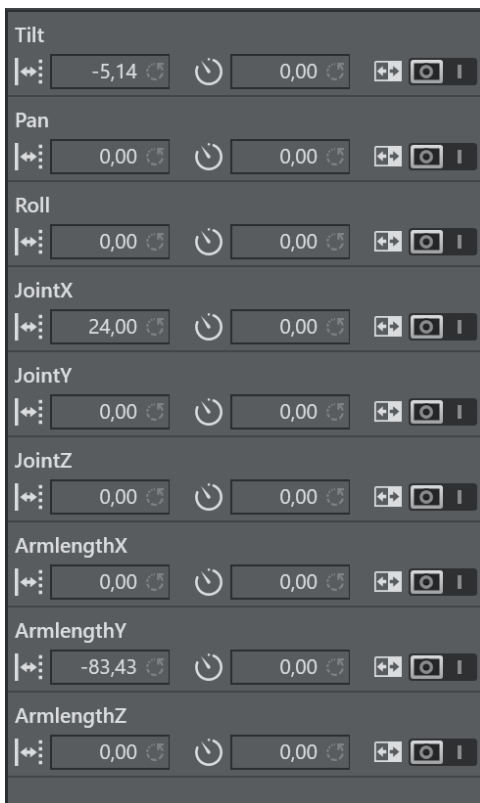 Tilt
-5,14 0,00
Pan
0,00 0,00
Roll
0,00 0,00
JointX
24,00 0,00
JointY
0,00 0,00
JointZ
0,00 0,00
ArmlengthX
0,00 0,00
ArmlengthY
-83,43 0,00
ArmlengthZ
0,00 0,00